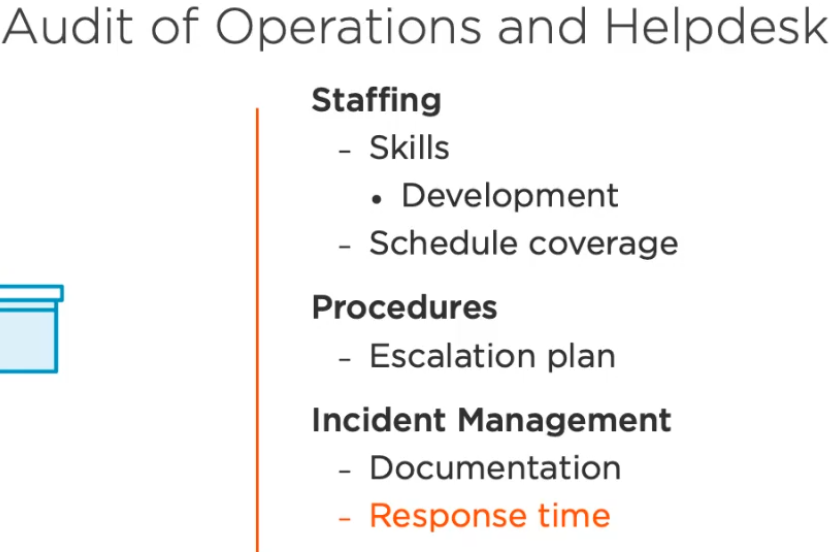 Audit of Operations and Helpdesk
Staffing
- Skills
• Development
- Schedule coverage
Procedures
- Escalation plan
Incident Management
- Documentation
- Response time